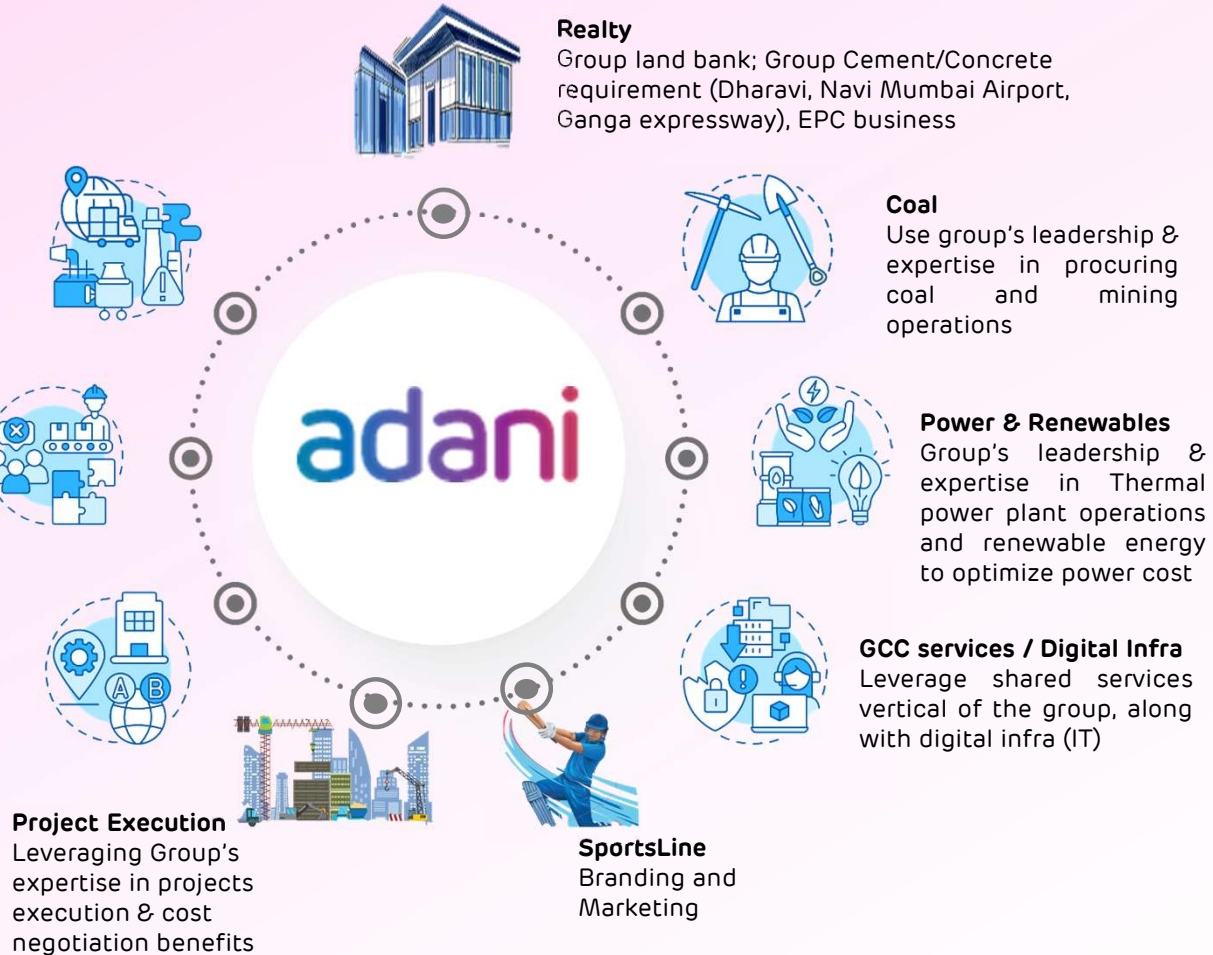 Realty
Group land bank; Group Cement/Concrete
requirement (Dharavi, Navi Mumbai Airport,
Ganga expressway), EPC business
Coal
Use group's leadership &
expertise in procuring
coal and mining
operations
adani
Power & Renewables
Group's leadership &
expertise in Thermal
power plant operations
and renewable energy
to optimize power cost
A B
GCC services / Digital Infra
Leverage shared services
vertical of the group, along
with digital infra (IT)
Project Execution
Leveraging Group's
expertise in projects
execution & cost
negotiation benefits
SportsLine
Branding and
Marketing